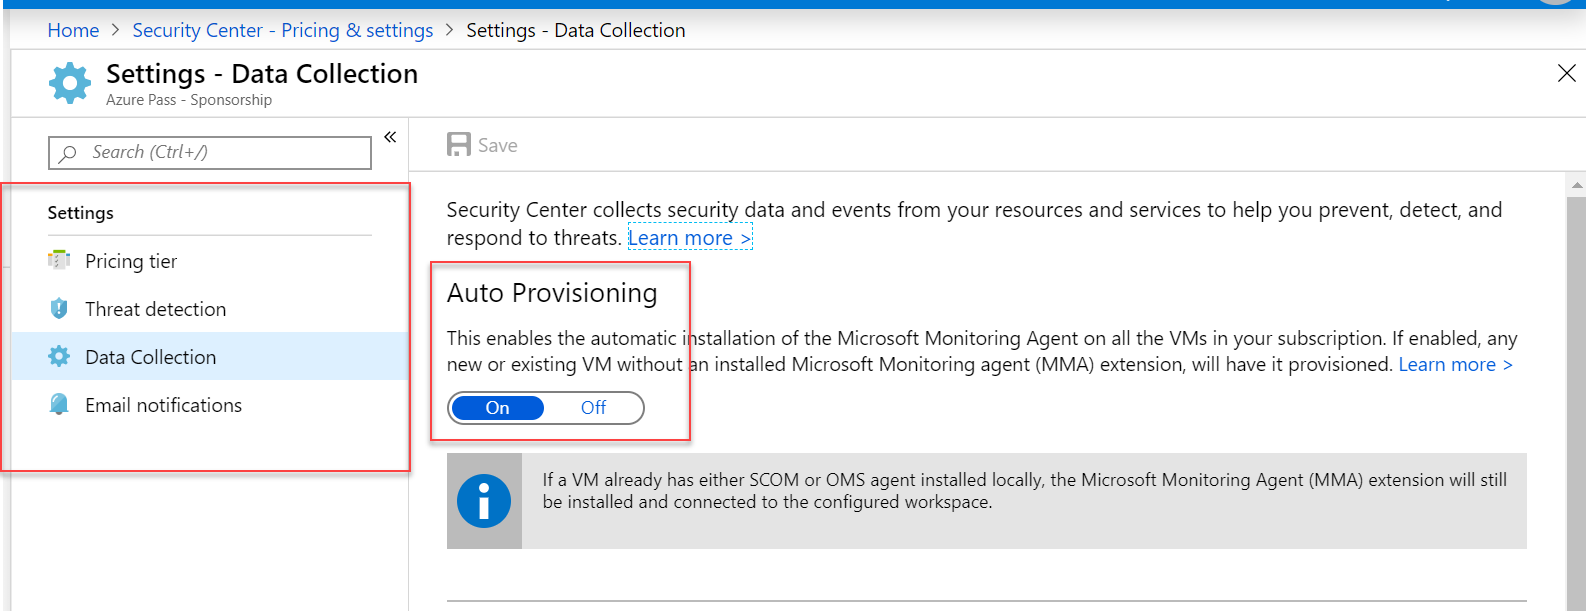 Home > Security Center - Pricing & settings > Settings - Data Collection
Settings - Data Collection
Azure Pass - Sponsorship
Search (Ctrl+/)
«
Settings
Pricing tier
Threat detection
Data Collection
Email notifications
Save
Security Center collects security data and events from your resources and services to help you prevent, detect, and
respond to threats. Learn more >
Auto Provisioning
This enables the automatic installation of the Microsoft Monitoring Agent on all the VMs in your subscription. If enabled, any
new or existing VM without an installed Microsoft Monitoring agent (MMA) extension, will have it provisioned. Learn more >
On Off
If a VM already has either SCOM or OMS agent installed locally, the Microsoft Monitoring Agent (MMA) extension will still
be installed and connected to the configured workspace.